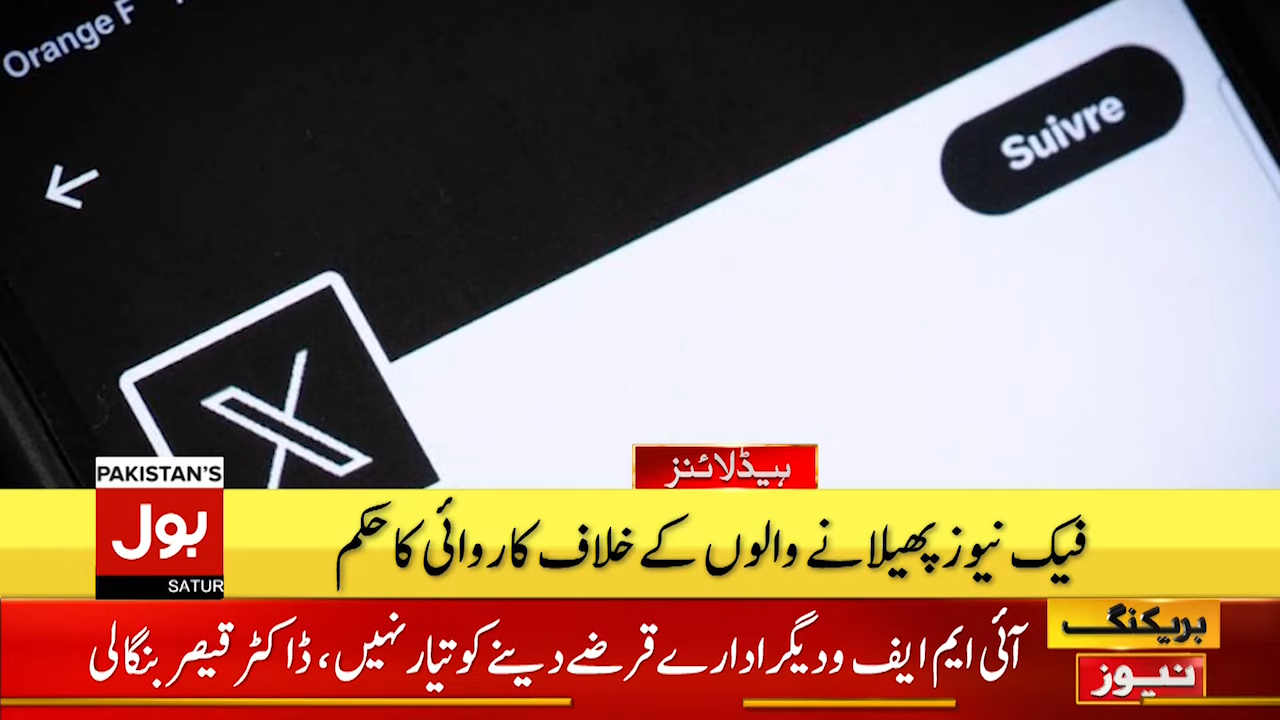 Orange F
Suivre
X
ہیڈلائنز
PAKISTAN'S
بول
SATUR
فیک نیوز پھیلانے والوں کے خلاف کاروائی کا حکم
بریکنگ
نیوز
آئی ایم ایف و دیگر ادارے قرضے دینے کو تیار نہیں، ڈاکٹر قیصر بنگالی